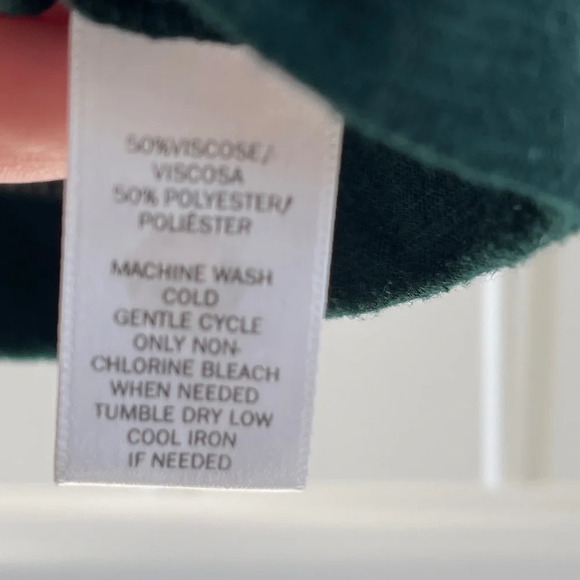 50%VISCOSE/
VISCOSA
50% POLYESTER/
POLIÉSTER
MACHINE WASH
COLD
GENTLE CYCLE
ONLY NON-
CHLORINE BLEACH
WHEN NEEDED
TUMBLE DRY LOW
COOL IRON
IF NEEDED